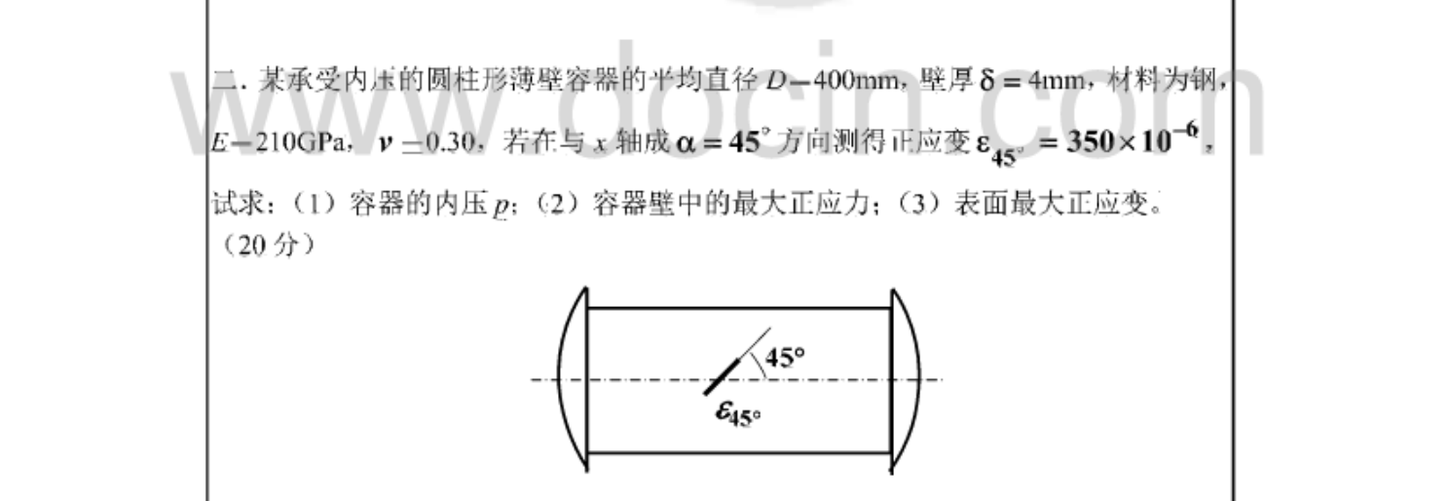 www.docin.com
二．某承受内压的圆柱形薄壁容器的平均直径 D=400mm，壁厚 δ = 4mm，材料为钢，
E=210GPa， ν =0.30，若在与 x 轴成 α = 45° 方向测得正应变 ε45° = 350×10⁻⁶，
试求：（1）容器的内压 p；（2）容器壁中的最大正应力；（3）表面最大正应变。
（20 分）
45°
ε45°